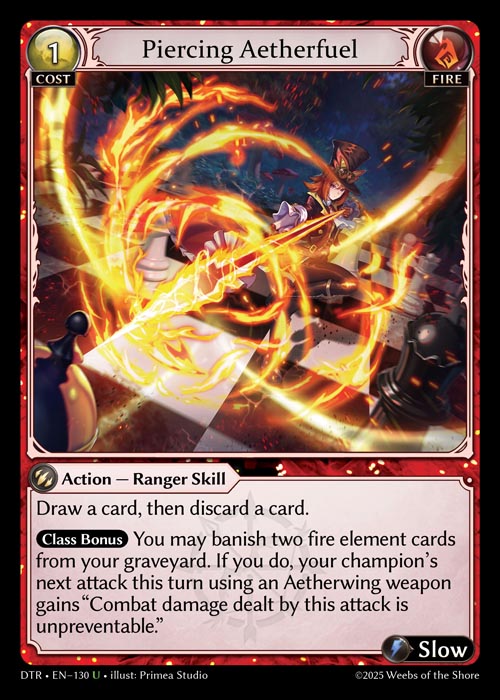 1
Piercing Aetherfuel
COST
FIRE
Action — Ranger Skill
Draw a card, then discard a card.
Class Bonus You may banish two fire element cards
from your graveyard. If you do, your champion's
next attack this turn using an Aetherwing weapon
gains “Combat damage dealt by this attack is
unpreventable.”
Slow
DTR • EN–130 U • illust: Primea Studio
©2025 Weebs of the Shore